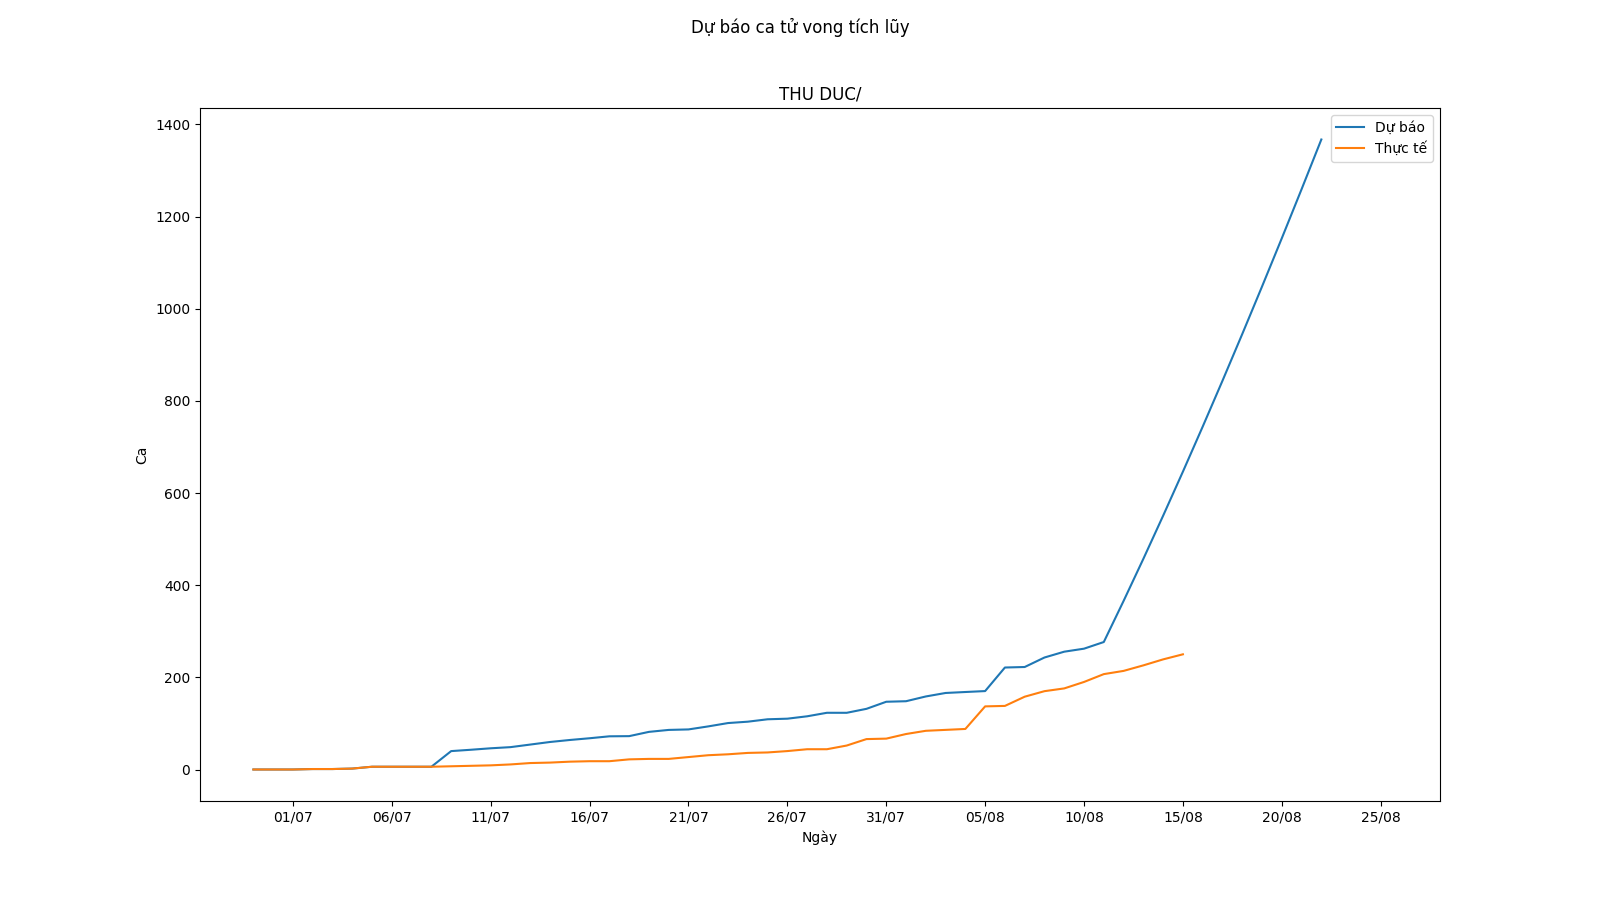 Dự báo ca tử vong tích lũy
THU DUC/
Dự báo
Thực tế
1400
1200
1000
800
600
400
200
0
Ca
01/07 06/07 11/07 16/07 21/07 26/07 31/07 05/08 10/08 15/08 20/08 25/08
Ngày